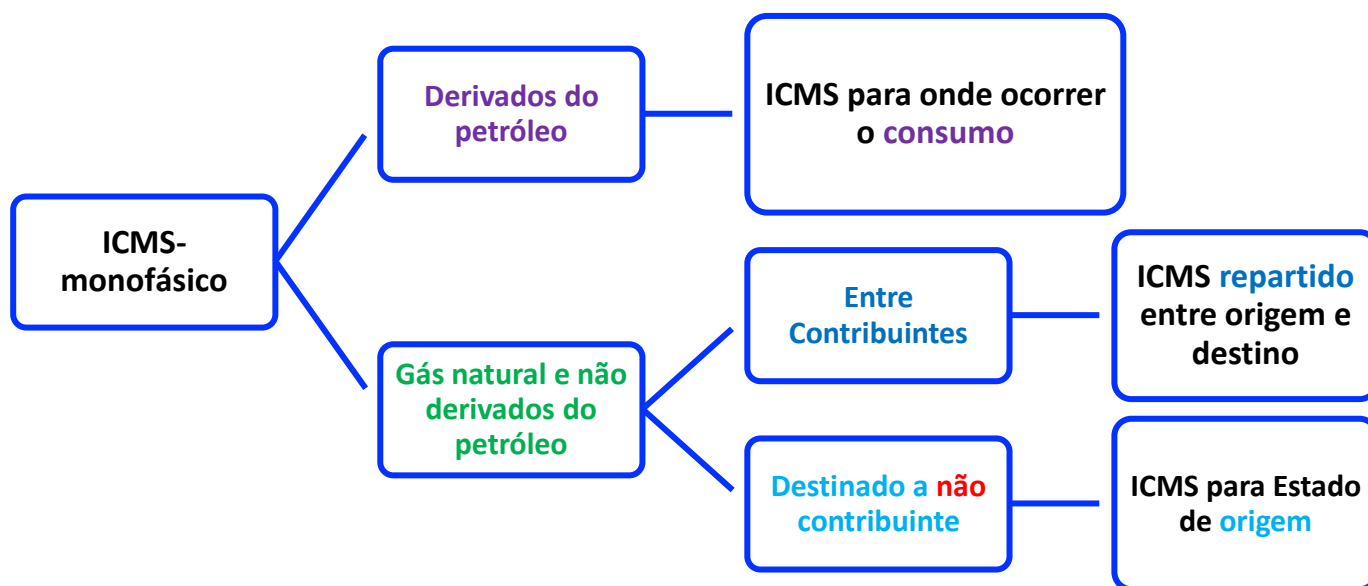 ICMS-
monofásico
Derivados do
petróleo
ICMS para onde ocorrer
o consumo
Gás natural e não
derivados do
petróleo
Entre
Contribuintes
ICMS repartido
entre origem e
destino
Destinado a não
contribuinte
ICMS para Estado
de origem